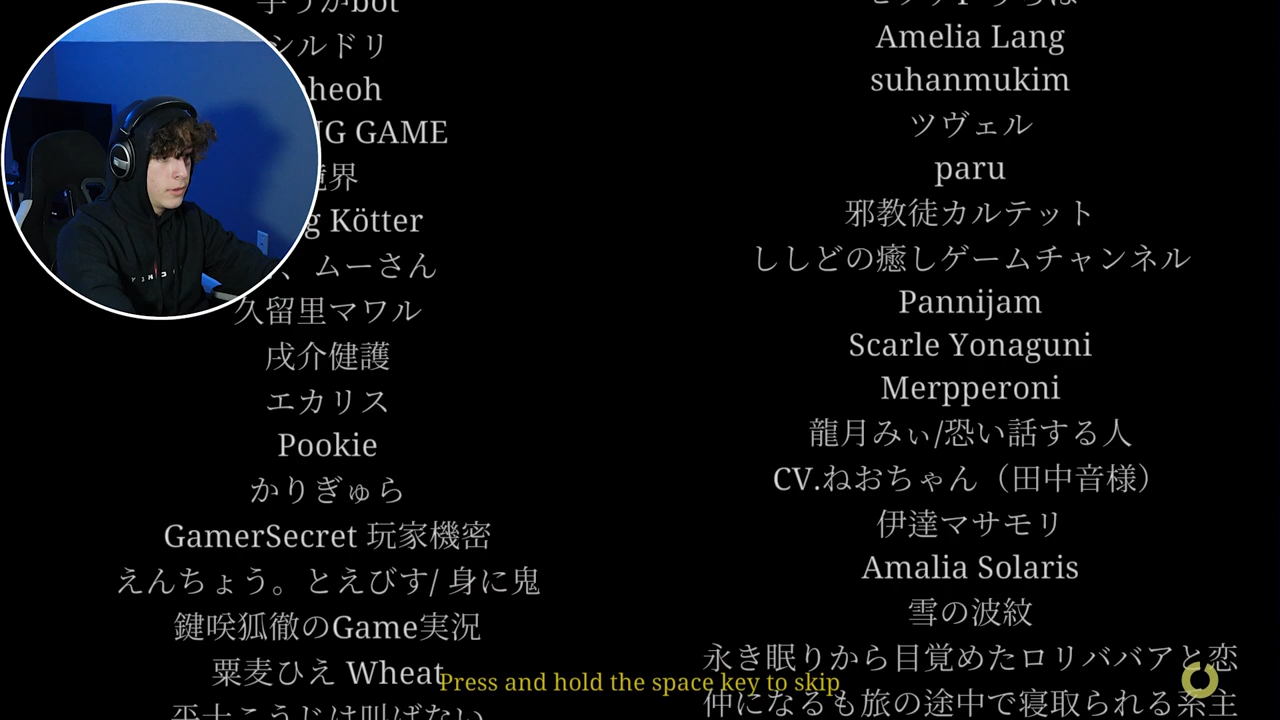 シルドリ
heoh
G GAME
境界
g Kötter
、ムーさん
久留里マワル
戌介健護
エカリス
Pookie
かりぎゅら
GamerSecret 玩家機密
えんちょう。とえびす/ 身に鬼
鍵咲狐徹のGame実況
粟麦ひえ Wheat
Amelia Lang
suhanmukim
ツヴェル
paru
邪教徒カルテット
ししどの癒しゲームチャンネル
Pannijam
Scarle Yonaguni
Merpperoni
龍月みぃ/恐い話する人
CV.ねおちゃん（田中音様）
伊達マサモリ
Amalia Solaris
雪の波紋
永き眠りから目覚めたロリババアと恋
仲になるも旅の途中で寝取られる系主
Press and hold the space key to skip